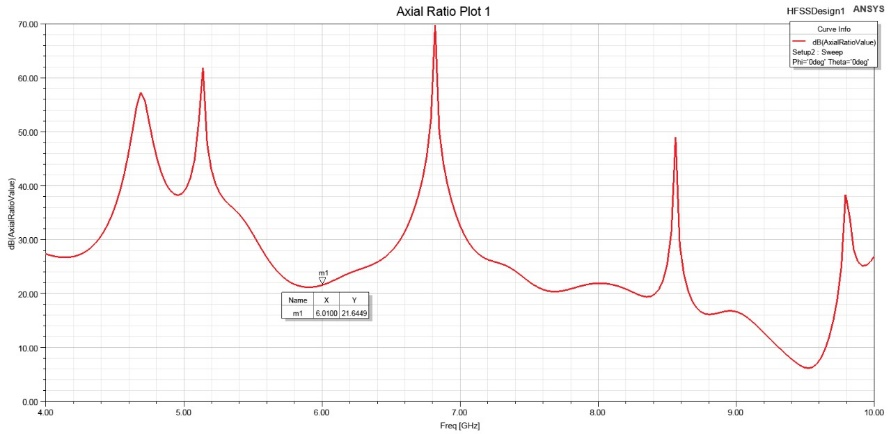 Axial Ratio Plot 1
HFSSDesign1 ANSYS
Curve Info
dB(AxialRatioValue)
Setup2 : Sweep
Phi='0deg' Theta='0deg'
70.00
60.00
50.00
40.00
30.00
20.00
10.00
0.00
dB(AxialRatioValue)
m1
Name X Y
m1 6.0100 21.6449
4.00 5.00 6.00 7.00 8.00 9.00 10.00
Freq [GHz]